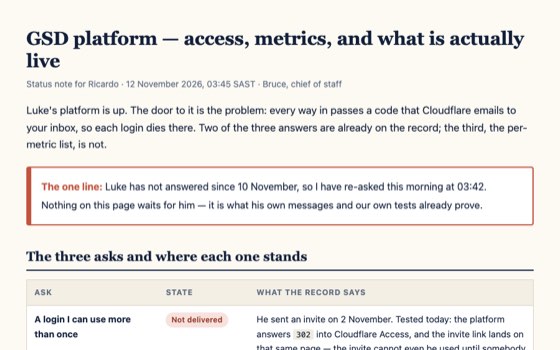 GSD platform — access, metrics, and what is actually
live
Status note for Ricardo · 12 November 2026, 03:45 SAST · Bruce, chief of staff
Luke's platform is up. The door to it is the problem: every way in passes a code that Cloudflare emails to
your inbox, so each login dies there. Two of the three answers are already on the record; the third, the per-
metric list, is not.
The one line: Luke has not answered since 10 November, so I have re-asked this morning at 03:42.
Nothing on this page waits for him — it is what his own messages and our own tests already prove.
The three asks and where each one stands
ASK STATE WHAT THE RECORD SAYS
A login I can use more Not delivered He sent an invite on 2 November. Tested today: the platform
than once answers 302 into Cloudflare Access, and the invite link lands on
that same page — the invite cannot even be used until somebody